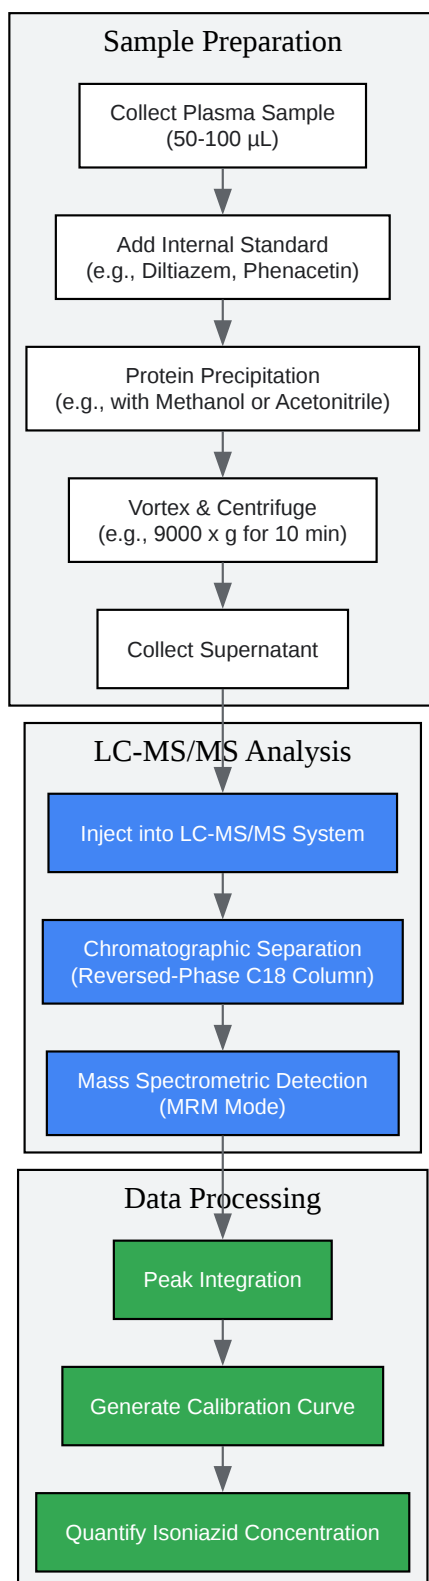 Sample Preparation
Collect Plasma Sample
(50-100 µL)
Add Internal Standard
(e.g., Diltiazem, Phenacetin)
Protein Precipitation
(e.g., with Methanol or Acetonitrile)
Vortex & Centrifuge
(e.g., 9000 x g for 10 min)
Collect Supernatant
LC-MS/MS Analysis
Inject into LC-MS/MS System
Chromatographic Separation
(Reversed-Phase C18 Column)
Mass Spectrometric Detection
(MRM Mode)
Data Processing
Peak Integration
Generate Calibration Curve
Quantify Isoniazid Concentration